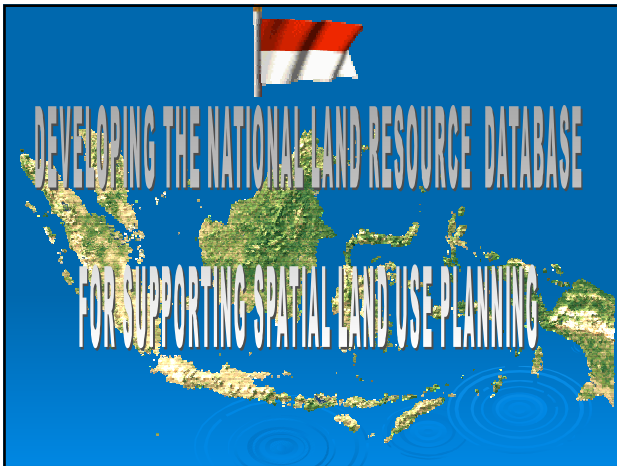 DEVELOPING THE NATIONAL LAND RESOURCE DATABASE
FOR SUPPORTING SPATIAL LAND USE PLANNING